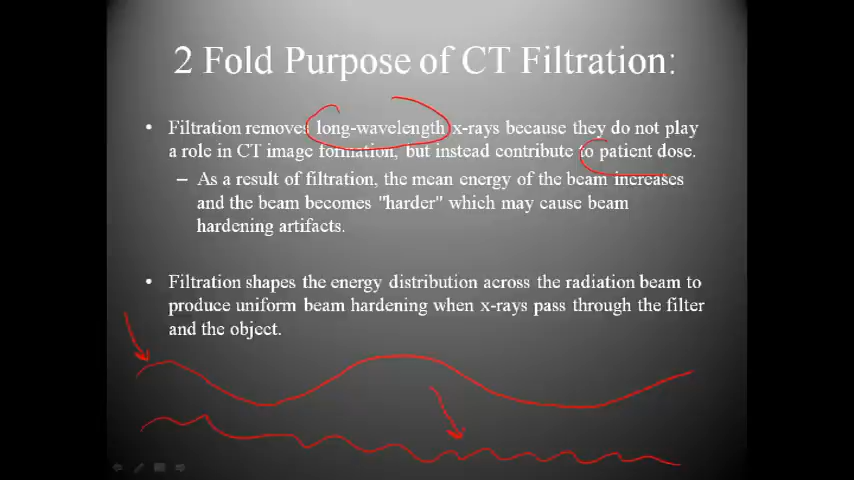 2 Fold Purpose of CT Filtration:
• Filtration removes long-wavelength x-rays because they do not play
a role in CT image formation, but instead contribute to patient dose.
– As a result of filtration, the mean energy of the beam increases
and the beam becomes "harder" which may cause beam
hardening artifacts.
• Filtration shapes the energy distribution across the radiation beam to
produce uniform beam hardening when x-rays pass through the filter
and the object.